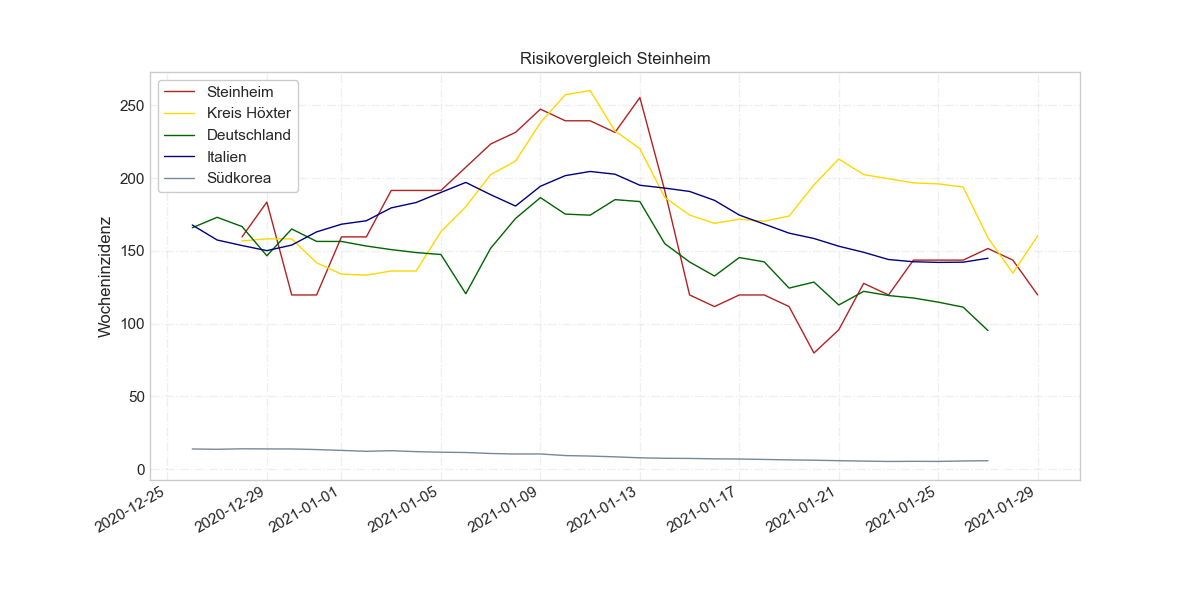 Risikovergleich Steinheim
Steinheim
Kreis Höxter
Deutschland
Italien
Südkorea
Wocheninzidenz
250
200
150
100
50
0
2020-12-25
2020-12-29
2021-01-01
2021-01-05
2021-01-09
2021-01-13
2021-01-17
2021-01-21
2021-01-25
2021-01-29